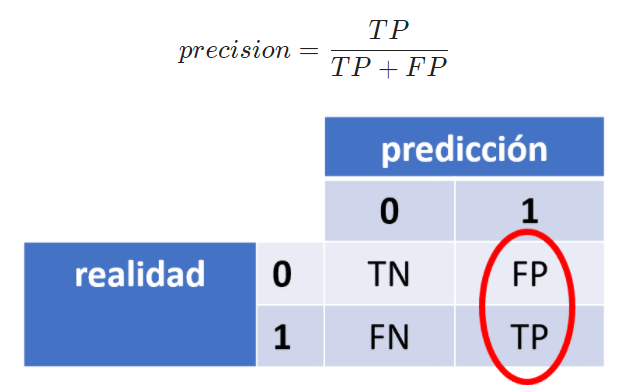 precision = TP / TP + FP
predicción
0 1
realidad 0 TN FP
1 FN TP